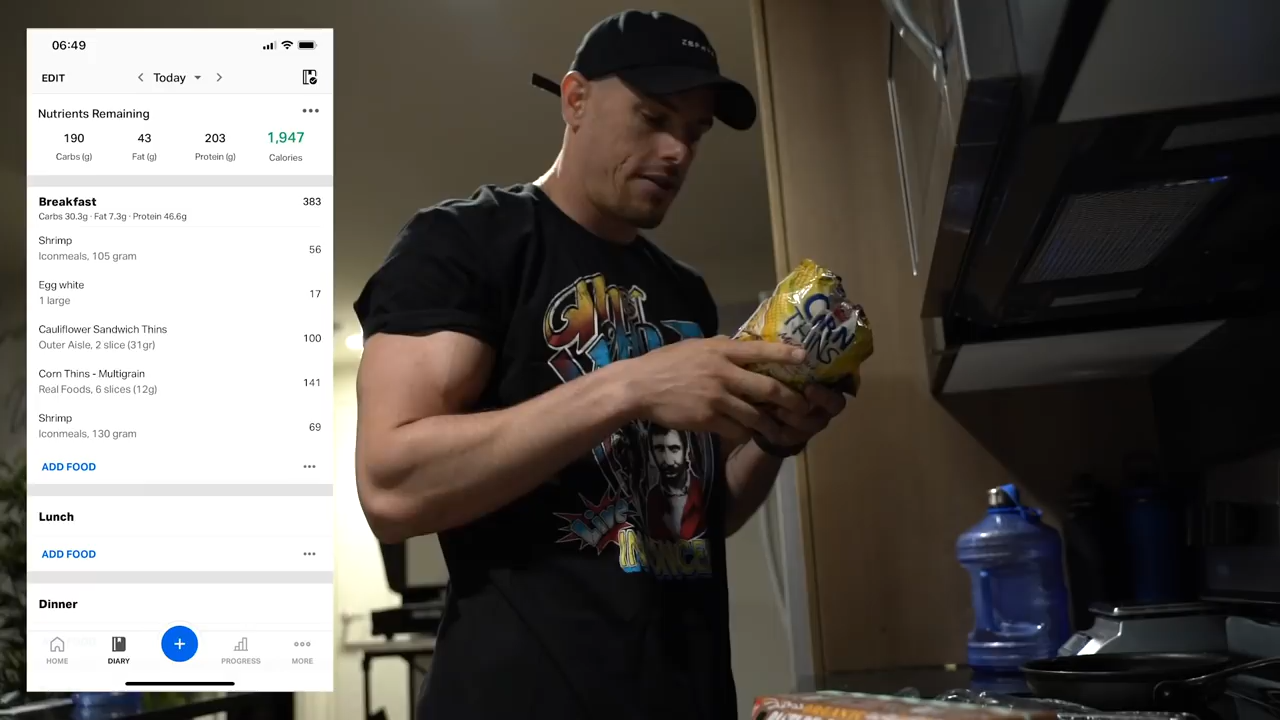 06:49
EDIT
Today
Nutrients Remaining
190
43
203
1,947
Carbs (g)
Fat (g)
Protein (g)
Calories
Breakfast
383
Carbs 30.3g · Fat 7.3g · Protein 46.6g
Shrimp
Iconmeals, 105 gram
56
Egg white
1 large
17
Cauliflower Sandwich Thins
Outer Aisle, 2 slice (31gr)
100
Corn Thins - Multigrain
Real Foods, 6 slices (12g)
141
Shrimp
Iconmeals, 130 gram
69
ADD FOOD
Lunch
ADD FOOD
Dinner
HOME
DIARY
PROGRESS
MORE
CORN
THINS
Live
ORGANIC